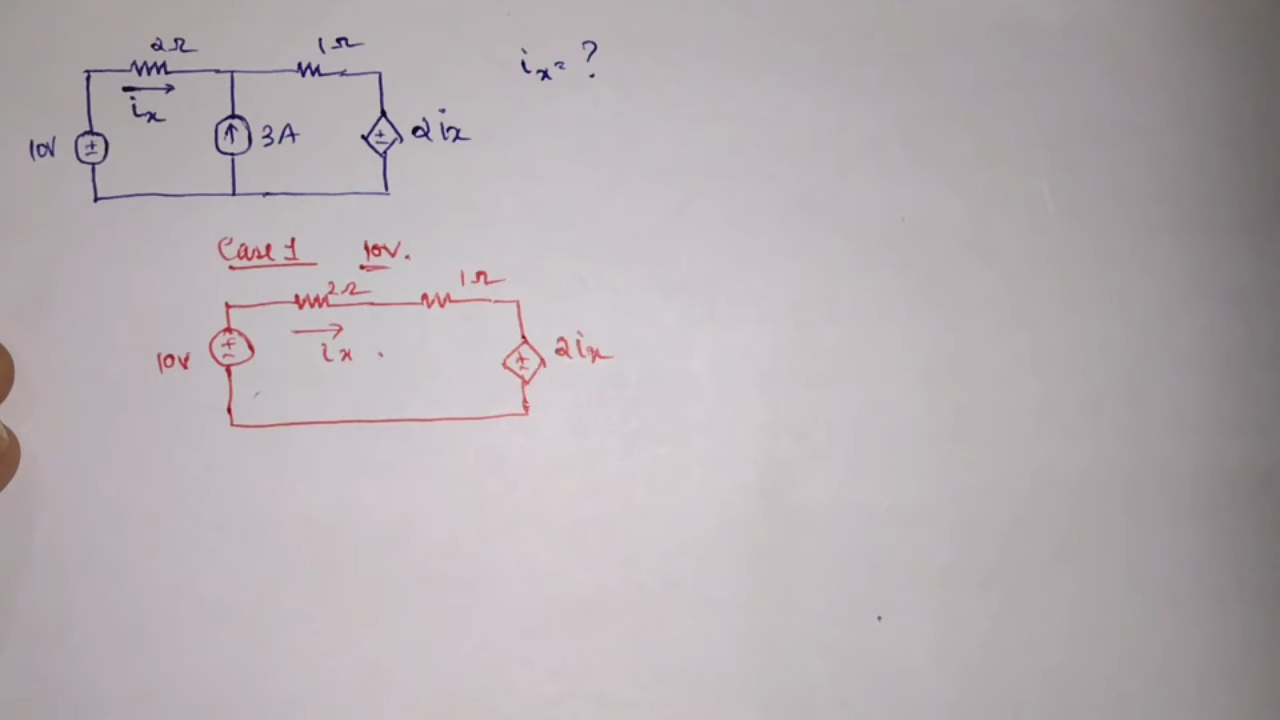 2Ω 1Ω
iₓ = ?
iₓ
10V ± ↑ 3A ± 2iₓ
Case 1 10V.
2Ω 1Ω
10V ± iₓ . ± 2iₓ